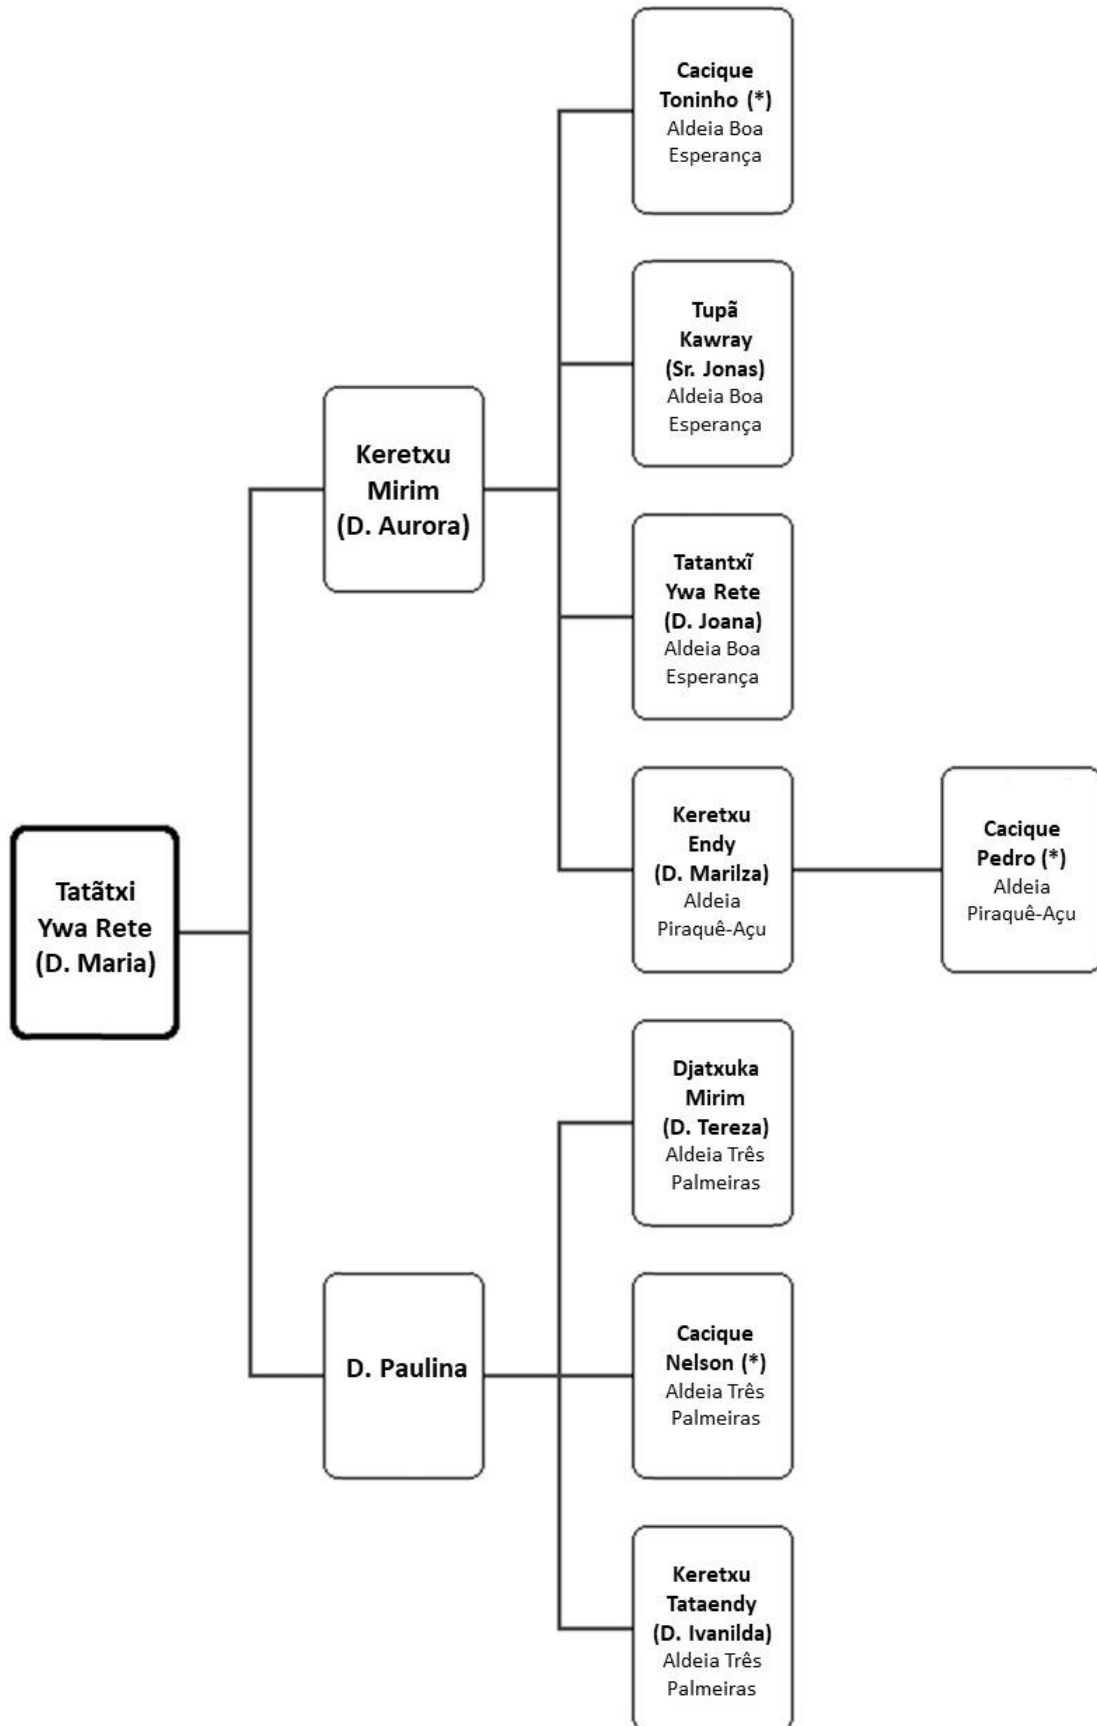 Cacique
Toninho (*)
Aldeia Boa
Esperança
Tupã
Kawray
(Sr. Jonas)
Aldeia Boa
Esperança
Keretxu
Mirim
(D. Aurora)
Tatantxĩ
Ywa Rete
(D. Joana)
Aldeia Boa
Esperança
Keretxu
Endy
(D. Marilza)
Aldeia
Piraquê-Açu
Cacique
Pedro (*)
Aldeia
Piraquê-Açu
Tatãtxi
Ywa Rete
(D. Maria)
Djatxuka
Mirim
(D. Tereza)
Aldeia Três
Palmeiras
D. Paulina
Cacique
Nelson (*)
Aldeia Três
Palmeiras
Keretxu
Tataendy
(D. Ivanilda)
Aldeia Três
Palmeiras